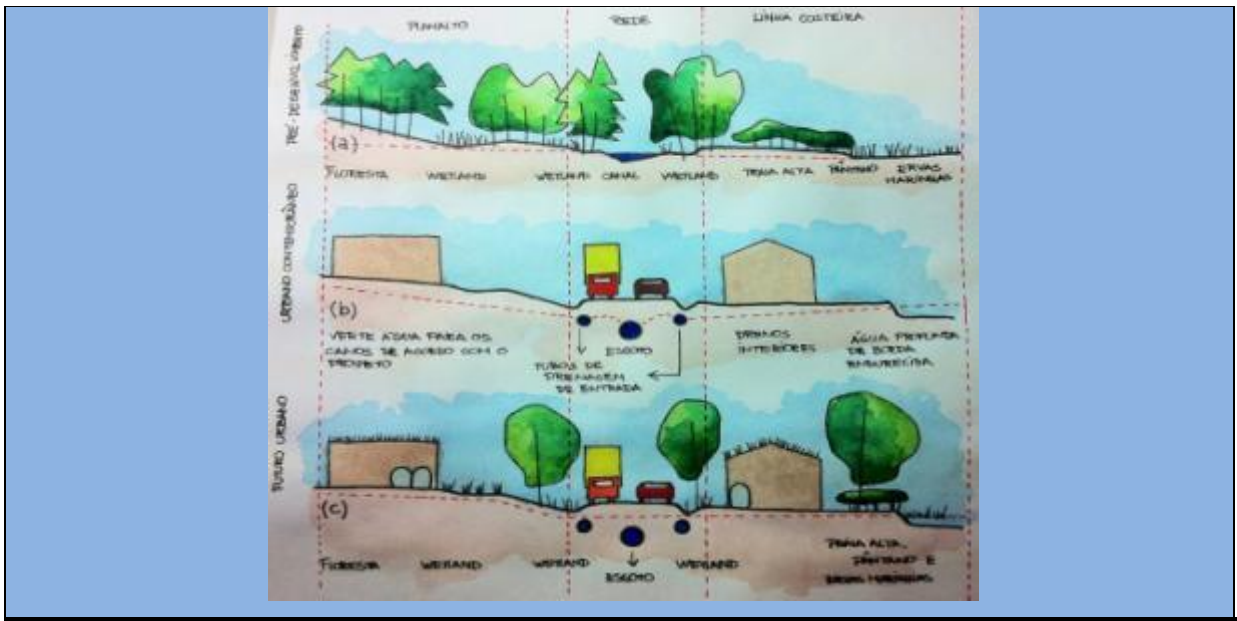 PLANALTO
REDE
LINHA COSTEIRA
PRÉ-DESENVOLVIMENTO
(a)
FLORESTA
WETLAND
WETLAND
CANAL
WETLAND
PRAIA ALTA
PÂNTANO
ERVAS
MARINHAS
URBANO CONTEMPORÂNEO
(b)
VERTE ÁGUA PARA OS
CANOS DE ACORDO COM O
PROJETO
TUBOS DE
DRENAGEM
DE ENTRADA
ESGOTO
DRENOS
INTERIORES
ÁGUA PROFUNDA
DE BORDA
ENDURECIDA
FUTURO URBANO
(c)
FLORESTA
WETLAND
WETLAND
ESGOTO
WETLAND
PRAIA ALTA,
PÂNTANO E
ERVAS MARINHAS